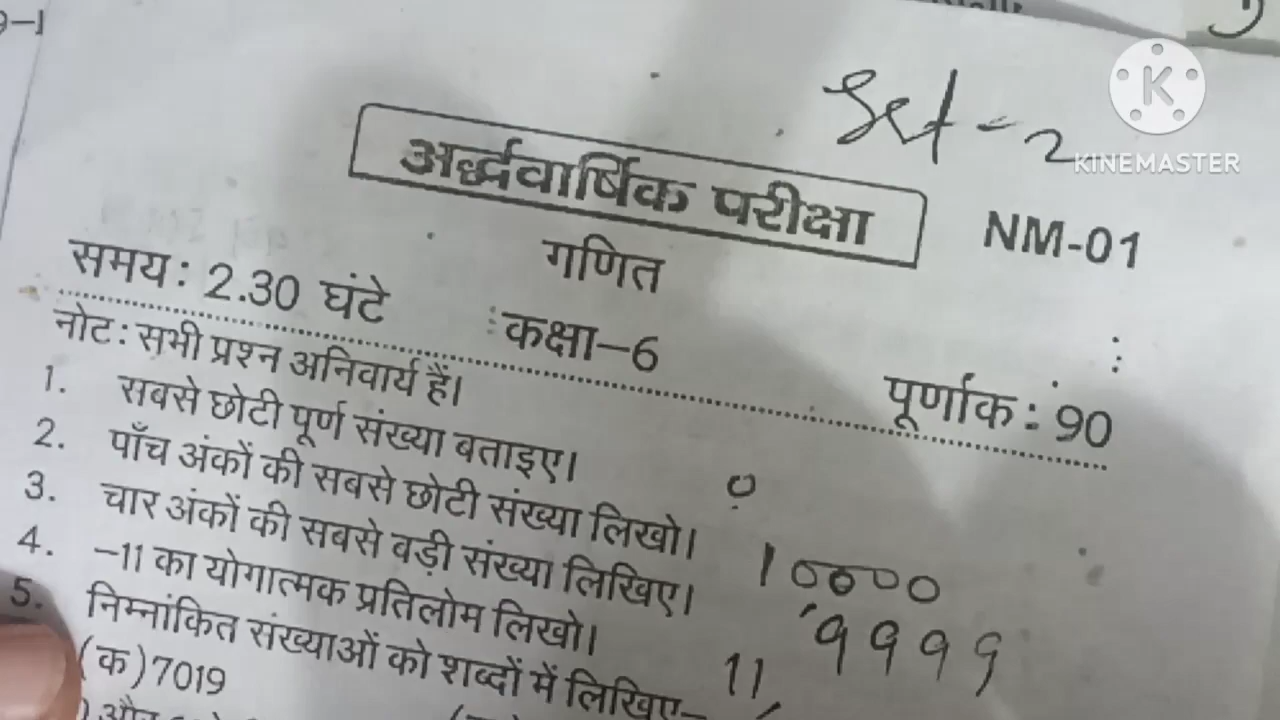 Set-2
KINEMASTER
अर्द्धवार्षिक परीक्षा
NM-01
गणित
समय: 2.30 घंटे कक्षा-6 पूर्णांक: 90
नोट: सभी प्रश्न अनिवार्य हैं।
1. सबसे छोटी पूर्ण संख्या बताइए। 0
2. पाँच अंकों की सबसे छोटी संख्या लिखो। 10000
3. चार अंकों की सबसे बड़ी संख्या लिखिए। 9999
4. -11 का योगात्मक प्रतिलोम लिखो। 11
5. निम्नांकित संख्याओं को शब्दों में लिखिए-
(क)7019